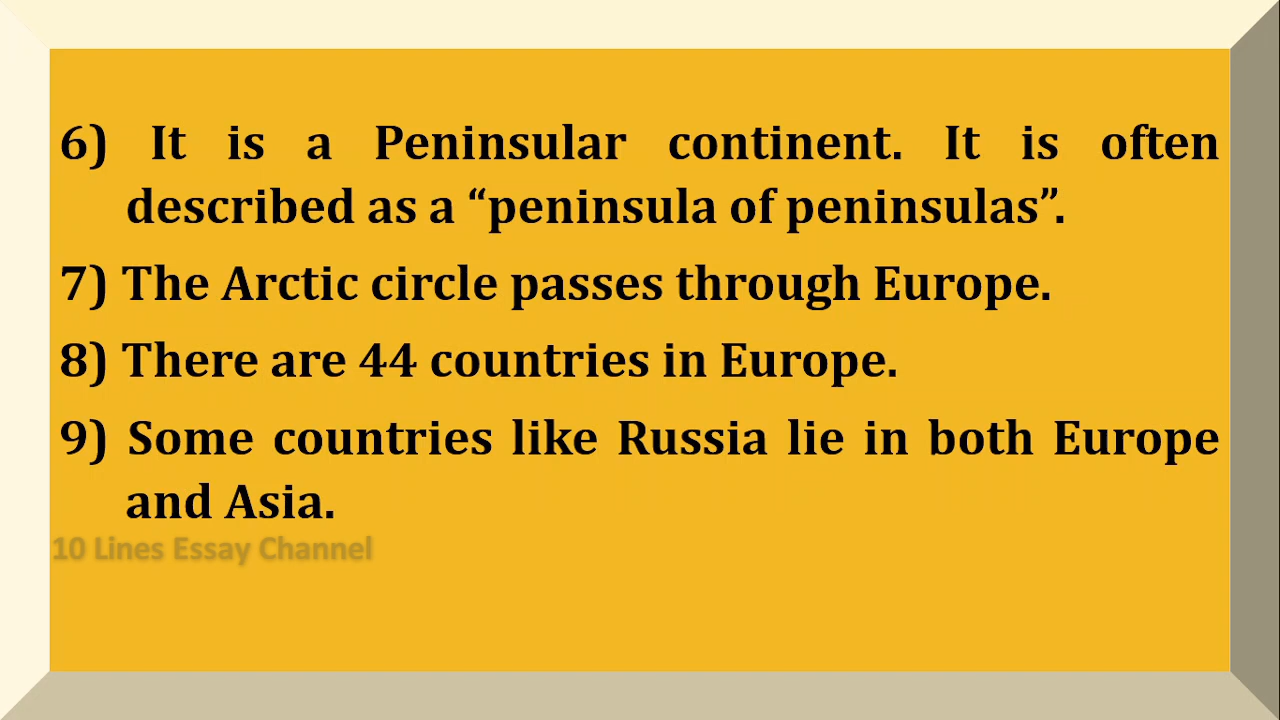 6) It is a Peninsular continent. It is often
described as a “peninsula of peninsulas”.
7) The Arctic circle passes through Europe.
8) There are 44 countries in Europe.
9) Some countries like Russia lie in both Europe
and Asia.
10 Lines Essay Channel